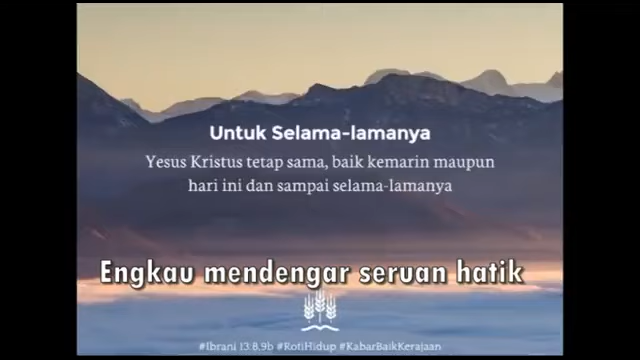 Untuk Selama-lamanya
Yesus Kristus tetap sama, baik kemarin maupun
hari ini dan sampai selama-lamanya
Engkau mendengar seruan hatik
#Ibrani 13:8,9b #RotiHidup #KabarBaikKerajaan